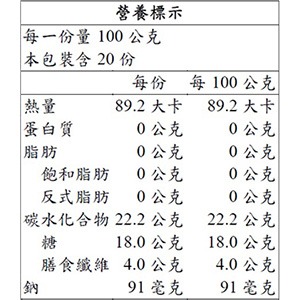 營養標示
每一份量 100 公克
本包裝含 20 份
每份 每 100 公克
熱量 89.2 大卡 89.2 大卡
蛋白質 0 公克 0 公克
脂肪 0 公克 0 公克
飽和脂肪 0 公克 0 公克
反式脂肪 0 公克 0 公克
碳水化合物 22.2 公克 22.2 公克
糖 18.0 公克 18.0 公克
膳食纖維 4.0 公克 4.0 公克
鈉 91 毫克 91 毫克